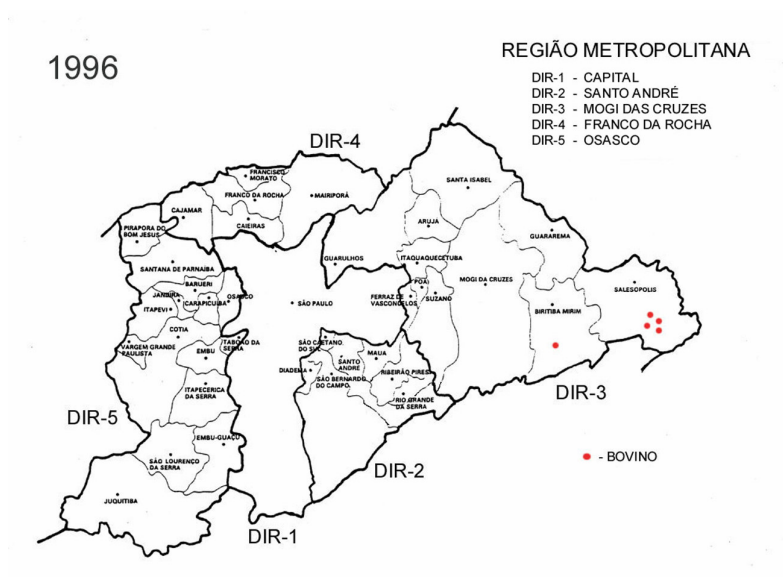 1996
REGIÃO METROPOLITANA
DIR-1 - CAPITAL
DIR-2 - SANTO ANDRÉ
DIR-3 - MOGI DAS CRUZES
DIR-4 - FRANCO DA ROCHA
DIR-5 - OSASCO
DIR-4
FRANCISCO
MORATO
FRANCO DA ROCHA
MAIRIPORÃ
CAJAMAR
CAIEIRAS
PIRAPORA DO
BOM JESUS
SANTA ISABEL
ARUJÁ
GUARAREMA
GUARULHOS
ITAQUAQUECETUBA
SANTANA DE PARNAÍBA
BARUERI
JANDIRA
CARAPICUIBA
OSASCO
ITAPEVI
SÃO PAULO
POÁ
FERRAZ DE
VASCONCELOS
SUZANO
MOGI DA CRUZES
SALESOPOLIS
BIRITIBA MIRIM
COTIA
VARGEM GRANDE
PAULISTA
EMBU
TABOÃO DA
SERRA
SÃO CAETANO
DO SUL
SANTO
ANDRÉ
MAUA
DIADEMA
SÃO BERNARDO
DO CAMPO
RIBEIRÃO PIRES
RIO GRANDE
DA SERRA
ITAPECERICA
DA SERRA
DIR-3
DIR-5
EMBU-GUAÇU
SÃO LOURENÇO
DA SERRA
DIR-2
- BOVINO
JUQUITIBA
DIR-1